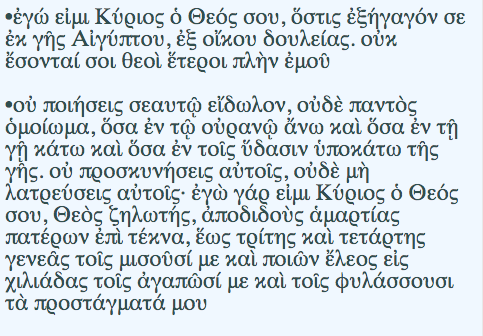 •ἐγώ εἰμι Κύριος ὁ Θεός σου, ὅστις ἐξήγαγόν σε
ἐκ γῆς Αἰγύπτου, ἐξ οἴκου δουλείας. οὐκ
ἔσονταί σοι θεοὶ ἕτεροι πλὴν ἐμοῦ
•οὐ ποιήσεις σεαυτῷ εἴδωλον, οὐδὲ παντὸς
ὁμοίωμα, ὅσα ἐν τῷ οὐρανῷ ἄνω καὶ ὅσα ἐν τῇ
γῇ κάτω καὶ ὅσα ἐν τοῖς ὕδασιν ὑποκάτω τῆς
γῆς. οὐ προσκυνήσεις αὐτοῖς, οὐδὲ μὴ
λατρεύσεις αὐτοῖς· ἐγὼ γάρ εἰμι Κύριος ὁ Θεός
σου, Θεὸς ζηλωτής, ἀποδιδοὺς ἁμαρτίας
πατέρων ἐπὶ τέκνα, ἕως τρίτης καὶ τετάρτης
γενεᾶς τοῖς μισοῦσί με καὶ ποιῶν ἔλεος εἰς
χιλιάδας τοῖς ἀγαπῶσί με καὶ τοῖς φυλάσσουσι
τὰ προστάγματά μου